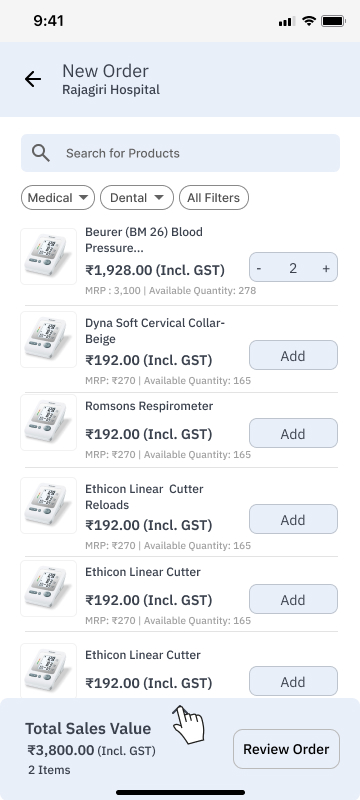 9:41
New Order
Rajagiri Hospital
Search for Products
Medical Dental All Filters
Beurer (BM 26) Blood
Pressure...
₹1,928.00 (Incl. GST)
- 2 +
MRP : 3,100 | Available Quantity: 278
Dyna Soft Cervical Collar-
Beige
₹192.00 (Incl. GST)
Add
MRP: ₹270 | Available Quantity: 165
Romsons Respirometer
₹192.00 (Incl. GST)
Add
MRP: ₹270 | Available Quantity: 165
Ethicon Linear Cutter
Reloads
₹192.00 (Incl. GST)
Add
MRP: ₹270 | Available Quantity: 165
Ethicon Linear Cutter
₹192.00 (Incl. GST)
Add
MRP: ₹270 | Available Quantity: 165
Ethicon Linear Cutter
₹192.00 (Incl. GST)
Add
Total Sales Value
₹3,800.00 (Incl. GST)
2 Items
Review Order